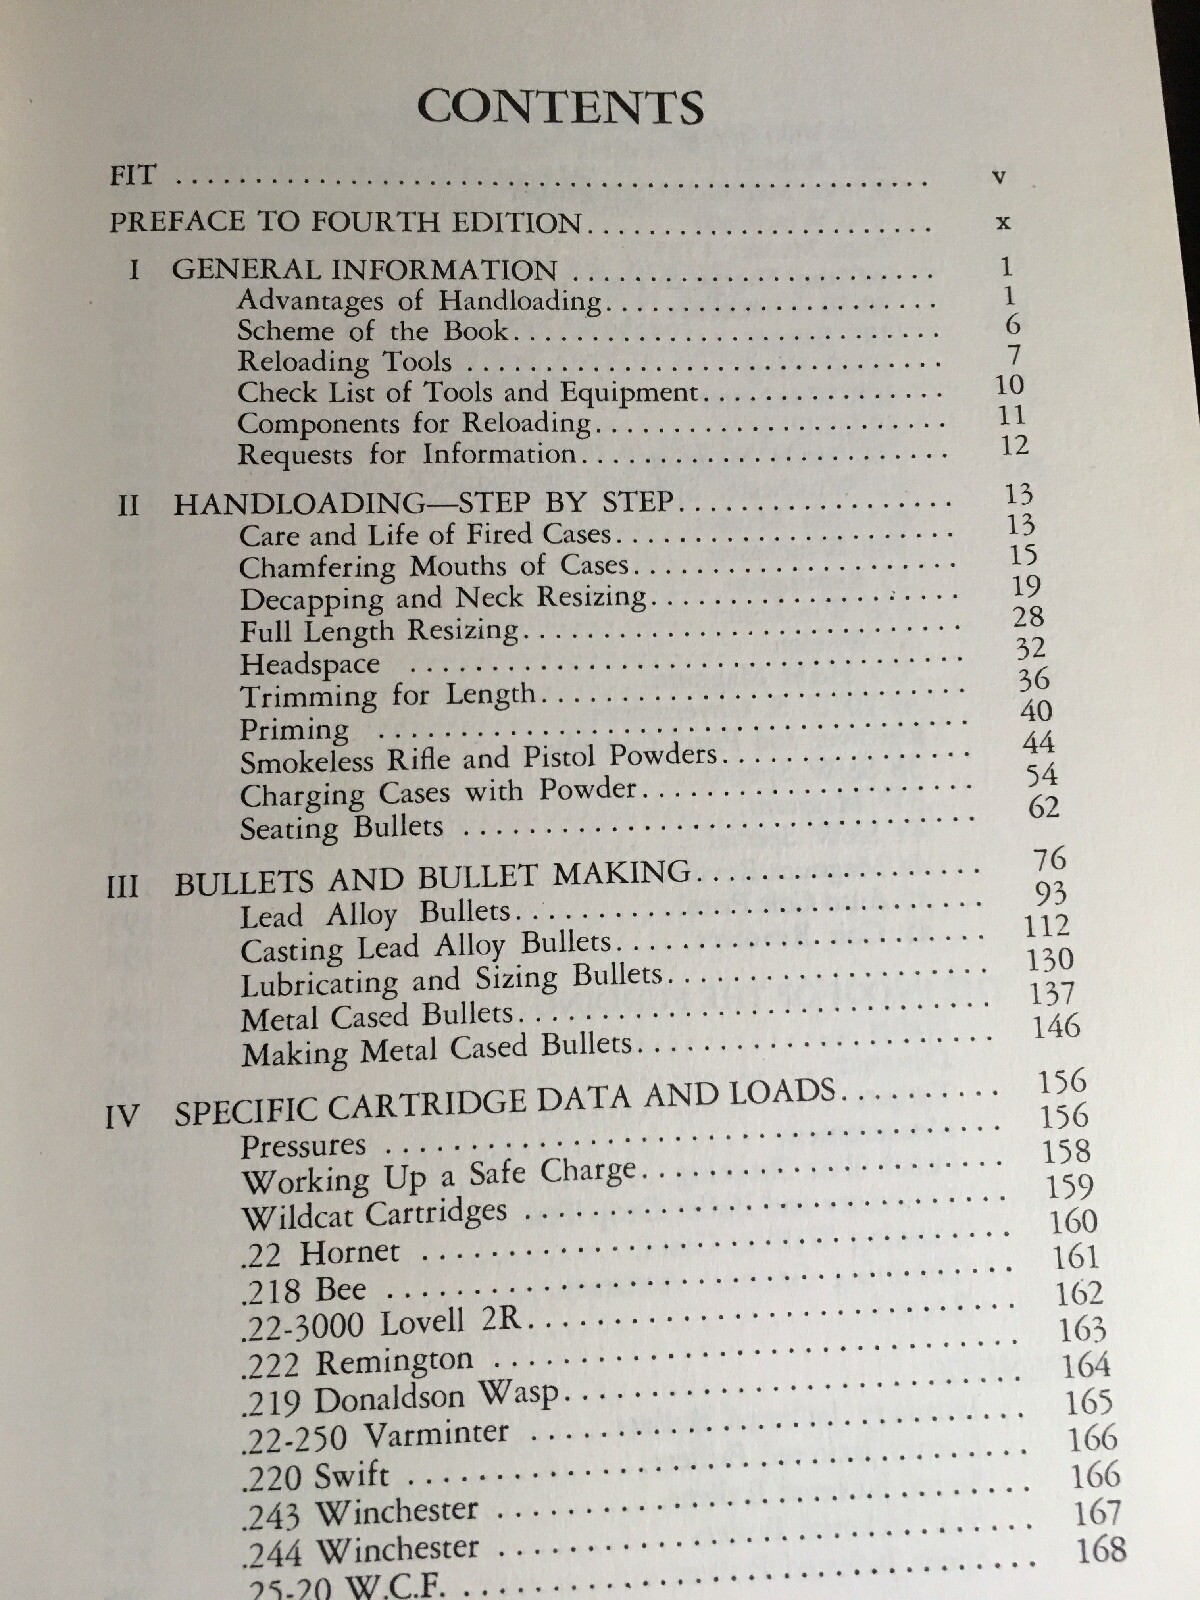 CONTENTS
FIT ........................................ v
PREFACE TO FOURTH EDITION...................... x
I GENERAL INFORMATION ....................... 1
Advantages of Handloading..................... 1
Scheme of the Book........................... 6
Reloading Tools .............................. 7
Check List of Tools and Equipment............... 10
Components for Reloading....................... 11
Requests for Information........................ 12
II HANDLOADING—STEP BY STEP................. 13
Care and Life of Fired Cases...................... 13
Chamfering Mouths of Cases..................... 15
Decapping and Neck Resizing.................... 19
Full Length Resizing............................ 28
Headspace .................................. 32
Trimming for Length........................... 36
Priming ..................................... 40
Smokeless Rifle and Pistol Powders................ 44
Charging Cases with Powder..................... 54
Seating Bullets ................................ 62
III BULLETS AND BULLET MAKING.................. 76
Lead Alloy Bullets............................. 93
Casting Lead Alloy Bullets........................ 112
Lubricating and Sizing Bullets..................... 130
Metal Cased Bullets.............................. 137
Making Metal Cased Bullets....................... 146
IV SPECIFIC CARTRIDGE DATA AND LOADS.......... 156
Pressures ...................................... 156
Working Up a Safe Charge....................... 158
Wildcat Cartridges .............................. 159
.22 Hornet .................................... 160
.218 Bee ...................................... 161
.22-3000 Lovell 2R.............................. 162
.222 Remington ................................ 163
.219 Donaldson Wasp............................ 164
.22-250 Varminter .............................. 165
.220 Swift ..................................... 166
.243 Winchester ................................ 166
.244 Winchester ................................ 167
25-20 W.C.F. .................................. 168